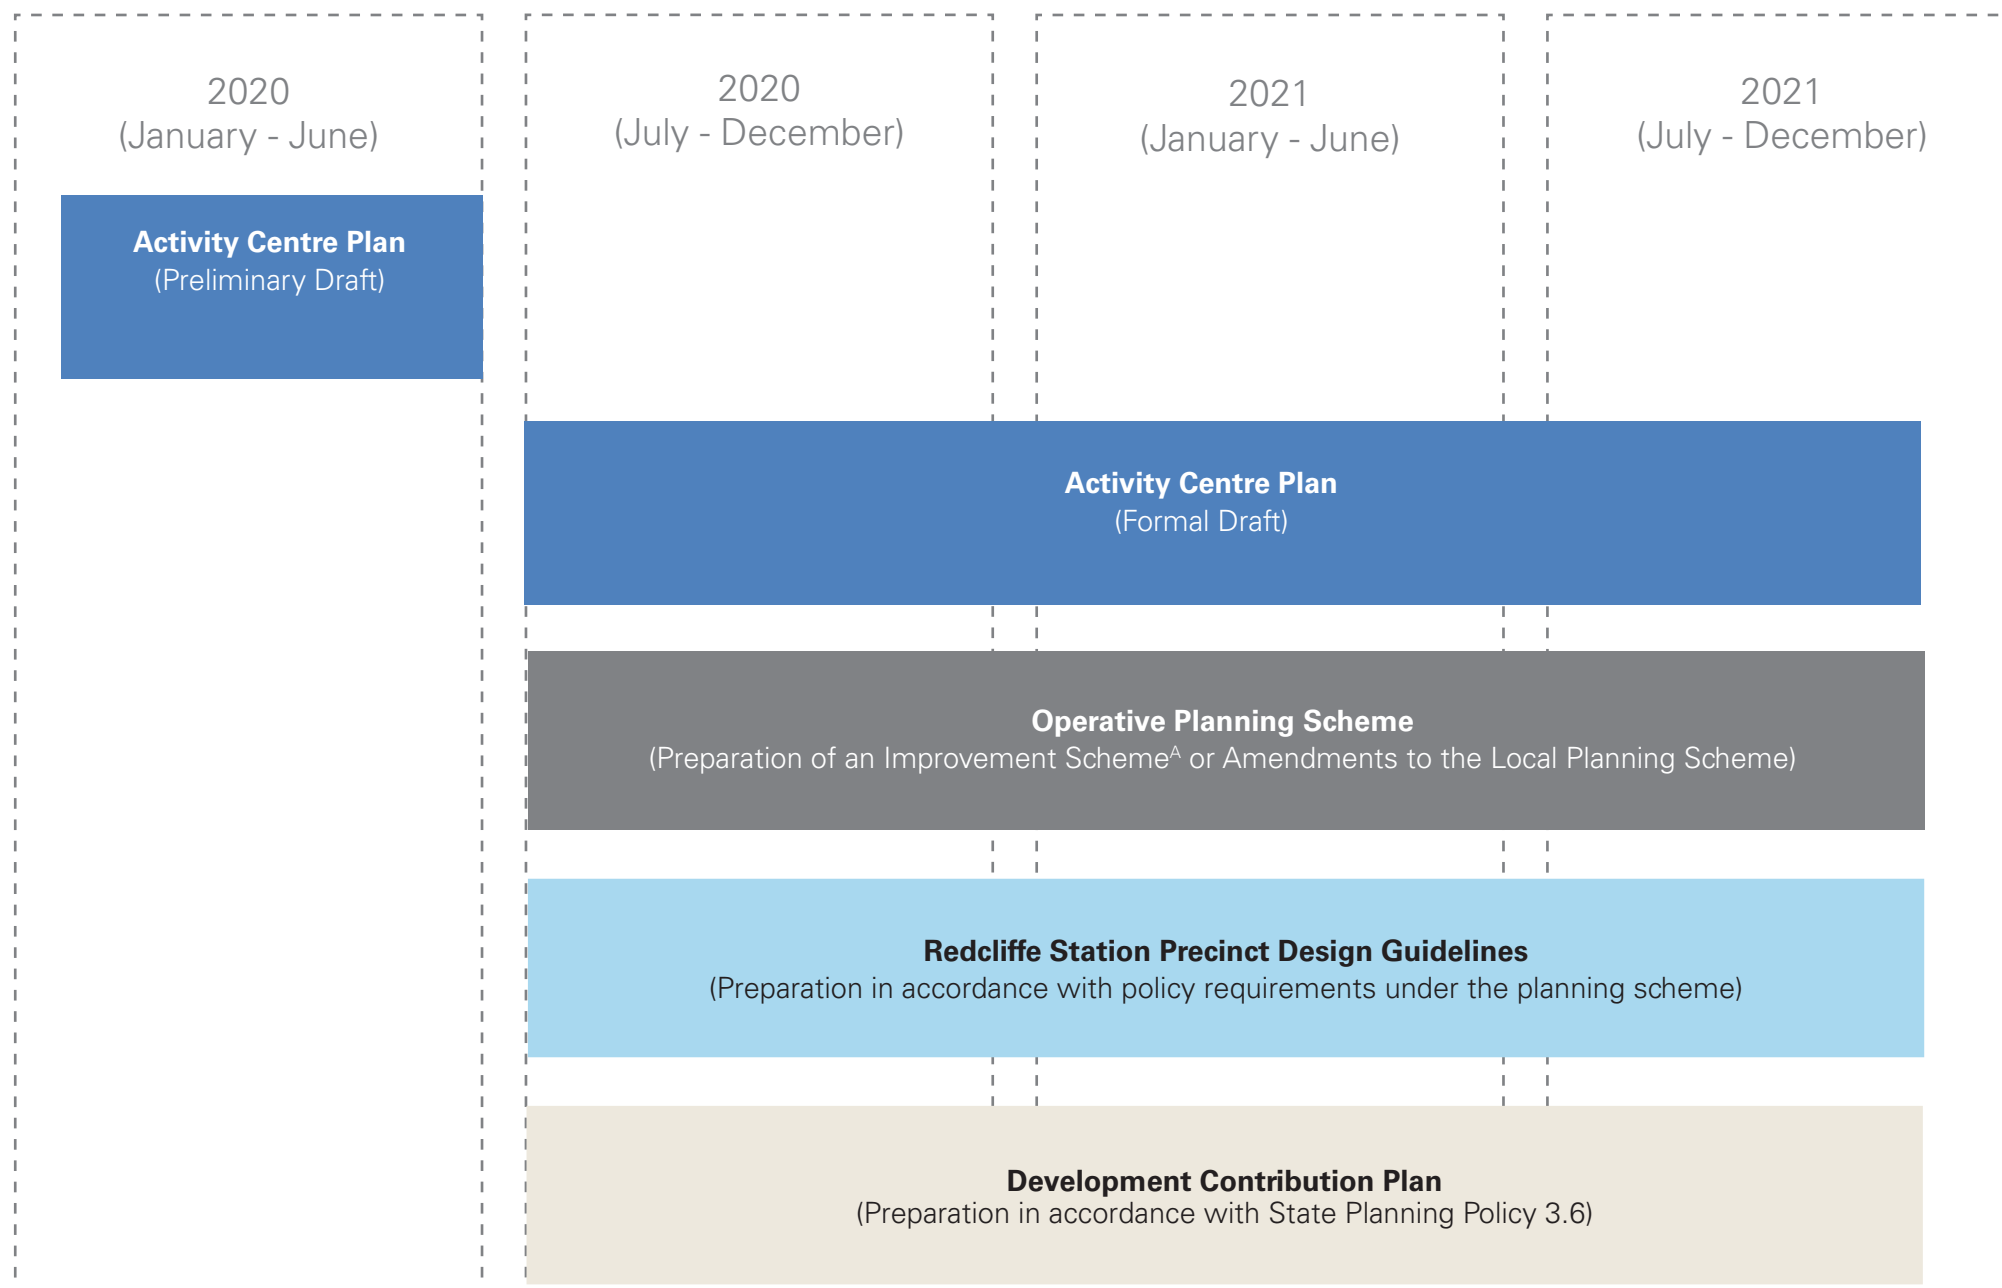 2020
(January - June)
2020
(July - December)
2021
(January - June)
2021
(July - December)
Activity Centre Plan
(Preliminary Draft)
Activity Centre Plan
(Formal Draft)
Operative Planning Scheme
(Preparation of an Improvement Schemeᴬ or Amendments to the Local Planning Scheme)
Redcliffe Station Precinct Design Guidelines
(Preparation in accordance with policy requirements under the planning scheme)
Development Contribution Plan
(Preparation in accordance with State Planning Policy 3.6)